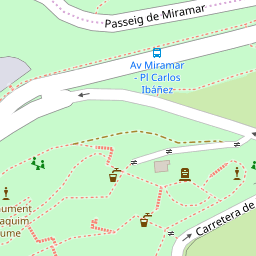 Passeig de Miramar
Av Miramar
- Pl Carlos
Ibáñez
ument
aquim
ume
Carretera de